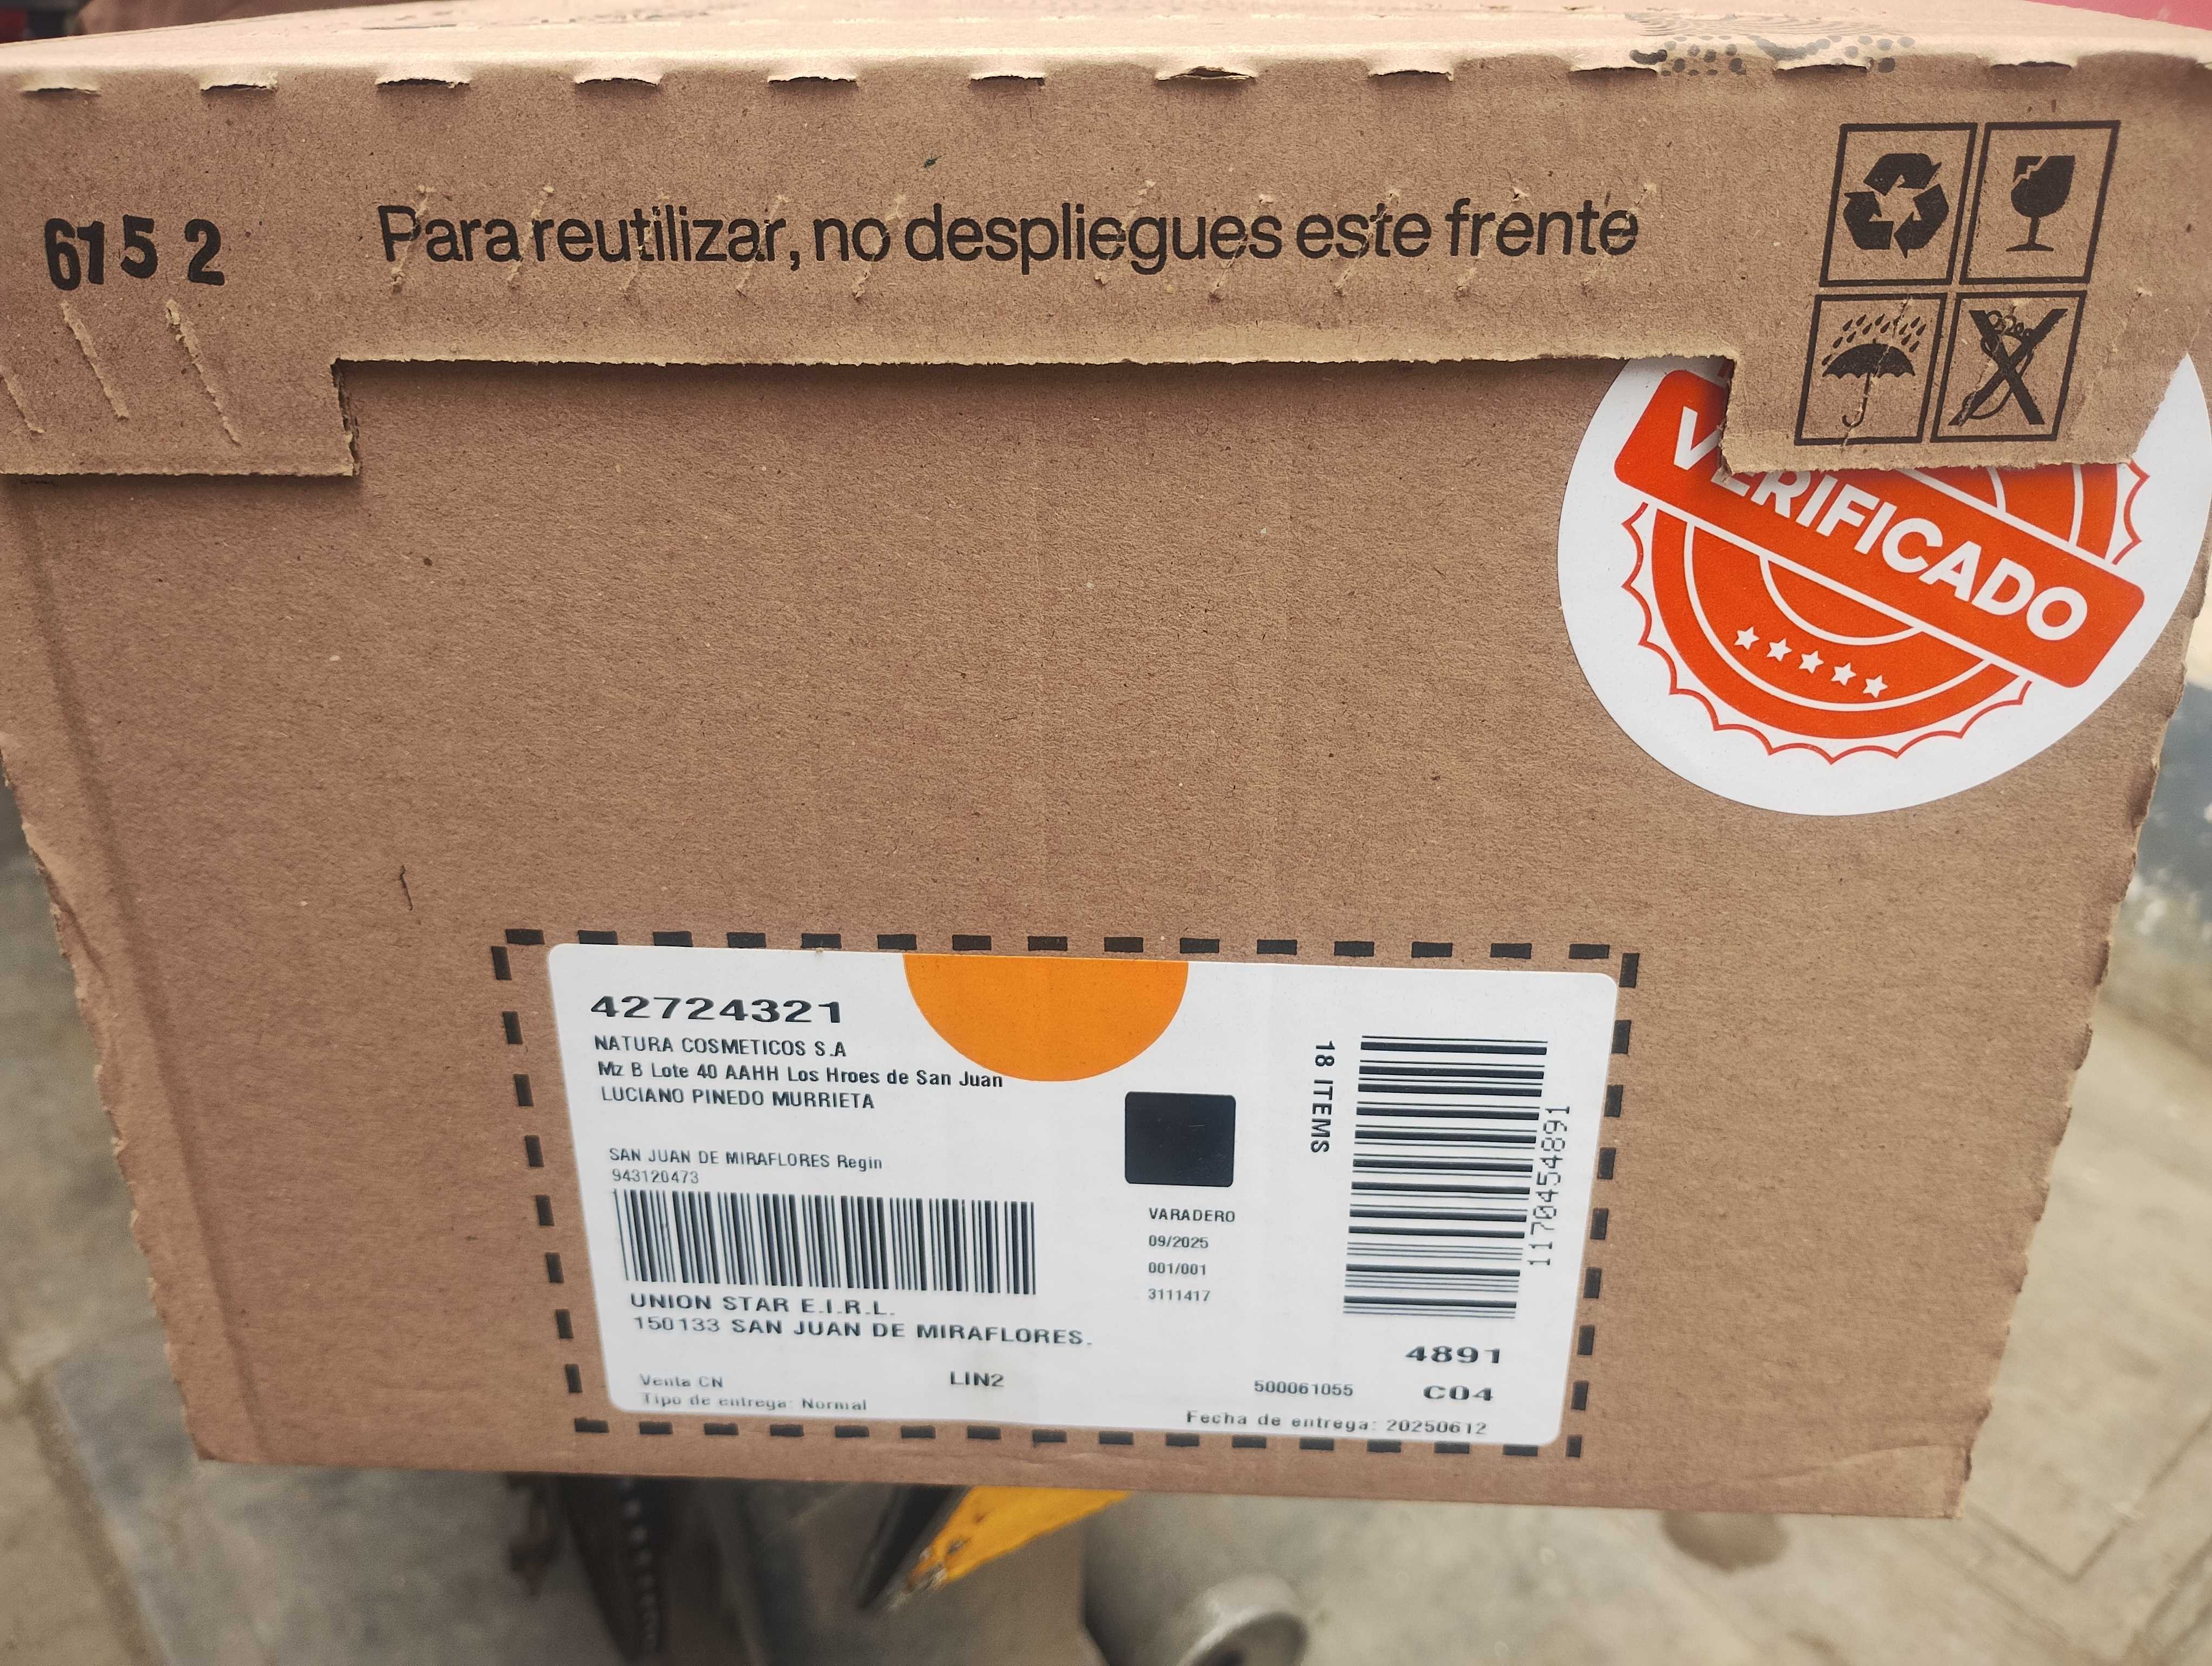 6152
Para reutilizar, no despliegues este frente
VERIFICADO
42724321
NATURA COSMETICOS S.A
Mz B Lote 40 AAHH Los Hroes de San Juan
LUCIANO PINEDO MURRIETA
SAN JUAN DE MIRAFLORES Regin
943120473
UNION STAR E.I.R.L.
150133 SAN JUAN DE MIRAFLORES.
Venta CN
LIN2
Tipo de entrega: Normal
VARADERO
09/2025
001/001
3111417
18 ITEMS
1170454891
4891
500061055
C04
Fecha de entrega: 20250612